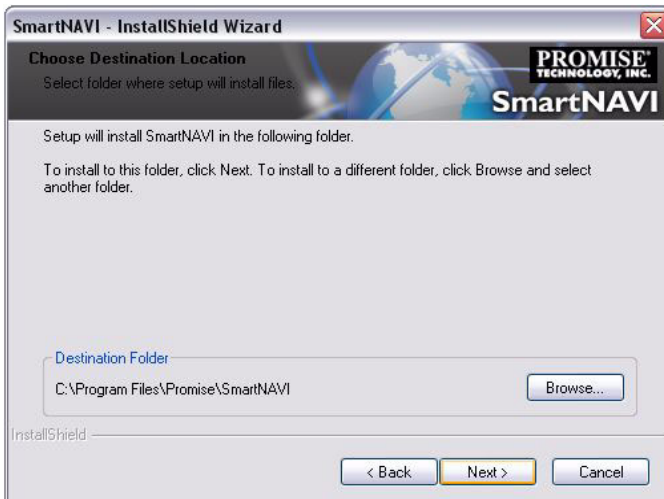 SmartNAVI - InstallShield Wizard
Choose Destination Location
Select folder where setup will install files.
PROMISE
TECHNOLOGY, INC.
SmartNAVI
Setup will install SmartNAVI in the following folder.
To install to this folder, click Next. To install to a different folder, click Browse and select
another folder.
Destination Folder
C:\Program Files\Promise\SmartNAVI
Browse...
InstallShield
< Back
Next >
Cancel